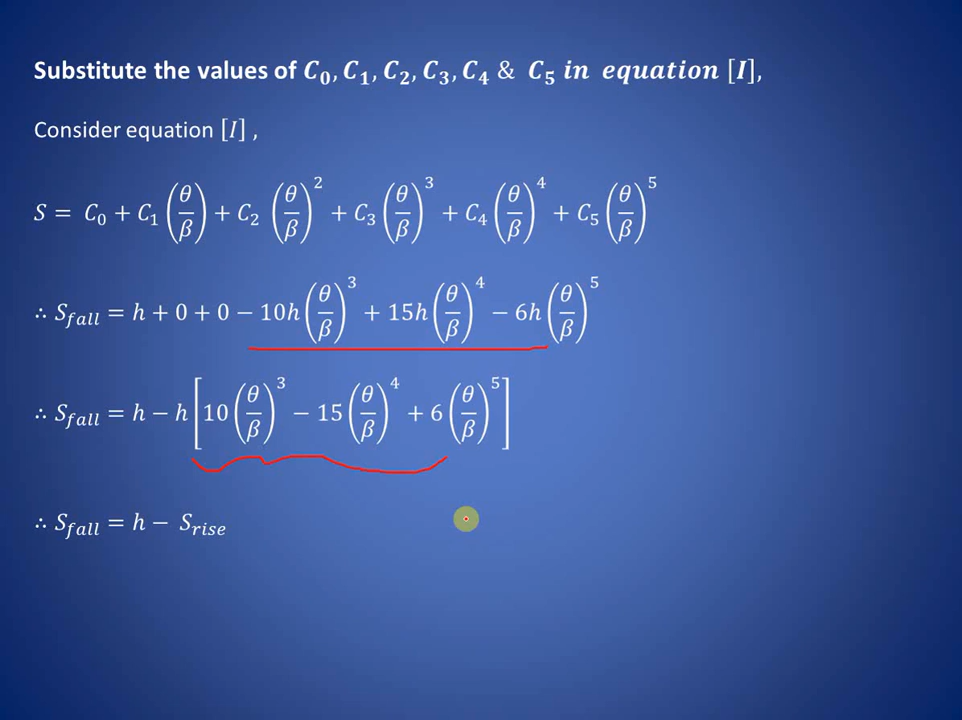 Substitute the values of C₀, C₁, C₂, C₃, C₄ & C₅ in equation [I],
Consider equation [I] ,
S = C₀ + C₁ (θ/β) + C₂ (θ/β)² + C₃ (θ/β)³ + C₄ (θ/β)⁴ + C₅ (θ/β)⁵
∴ S_fall = h + 0 + 0 − 10h (θ/β)³ + 15h (θ/β)⁴ − 6h (θ/β)⁵
∴ S_fall = h − h [10 (θ/β)³ − 15 (θ/β)⁴ + 6 (θ/β)⁵]
∴ S_fall = h − S_rise